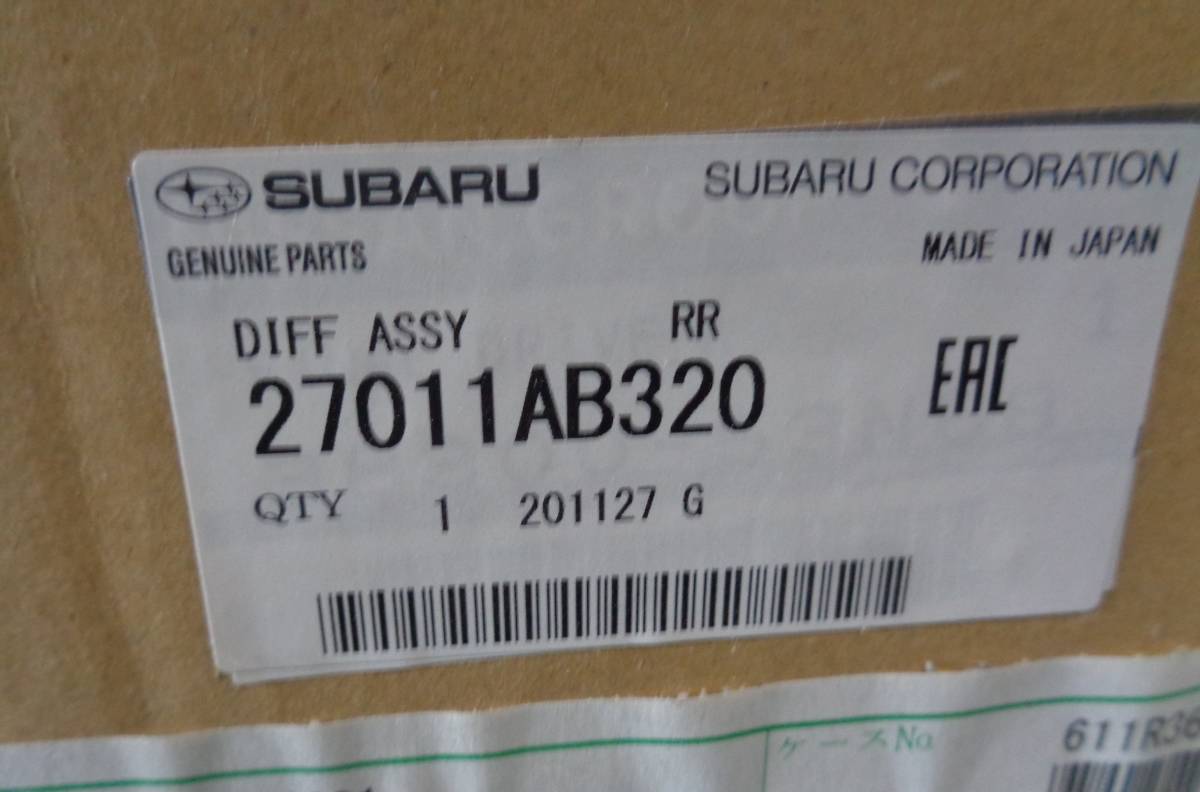 SUBARU SUBARU CORPORATION
GENUINE PARTS MADE IN JAPAN
DIFF ASSY RR
27011AB320 EAC
QTY 1 201127 G
ケースNo 611R36